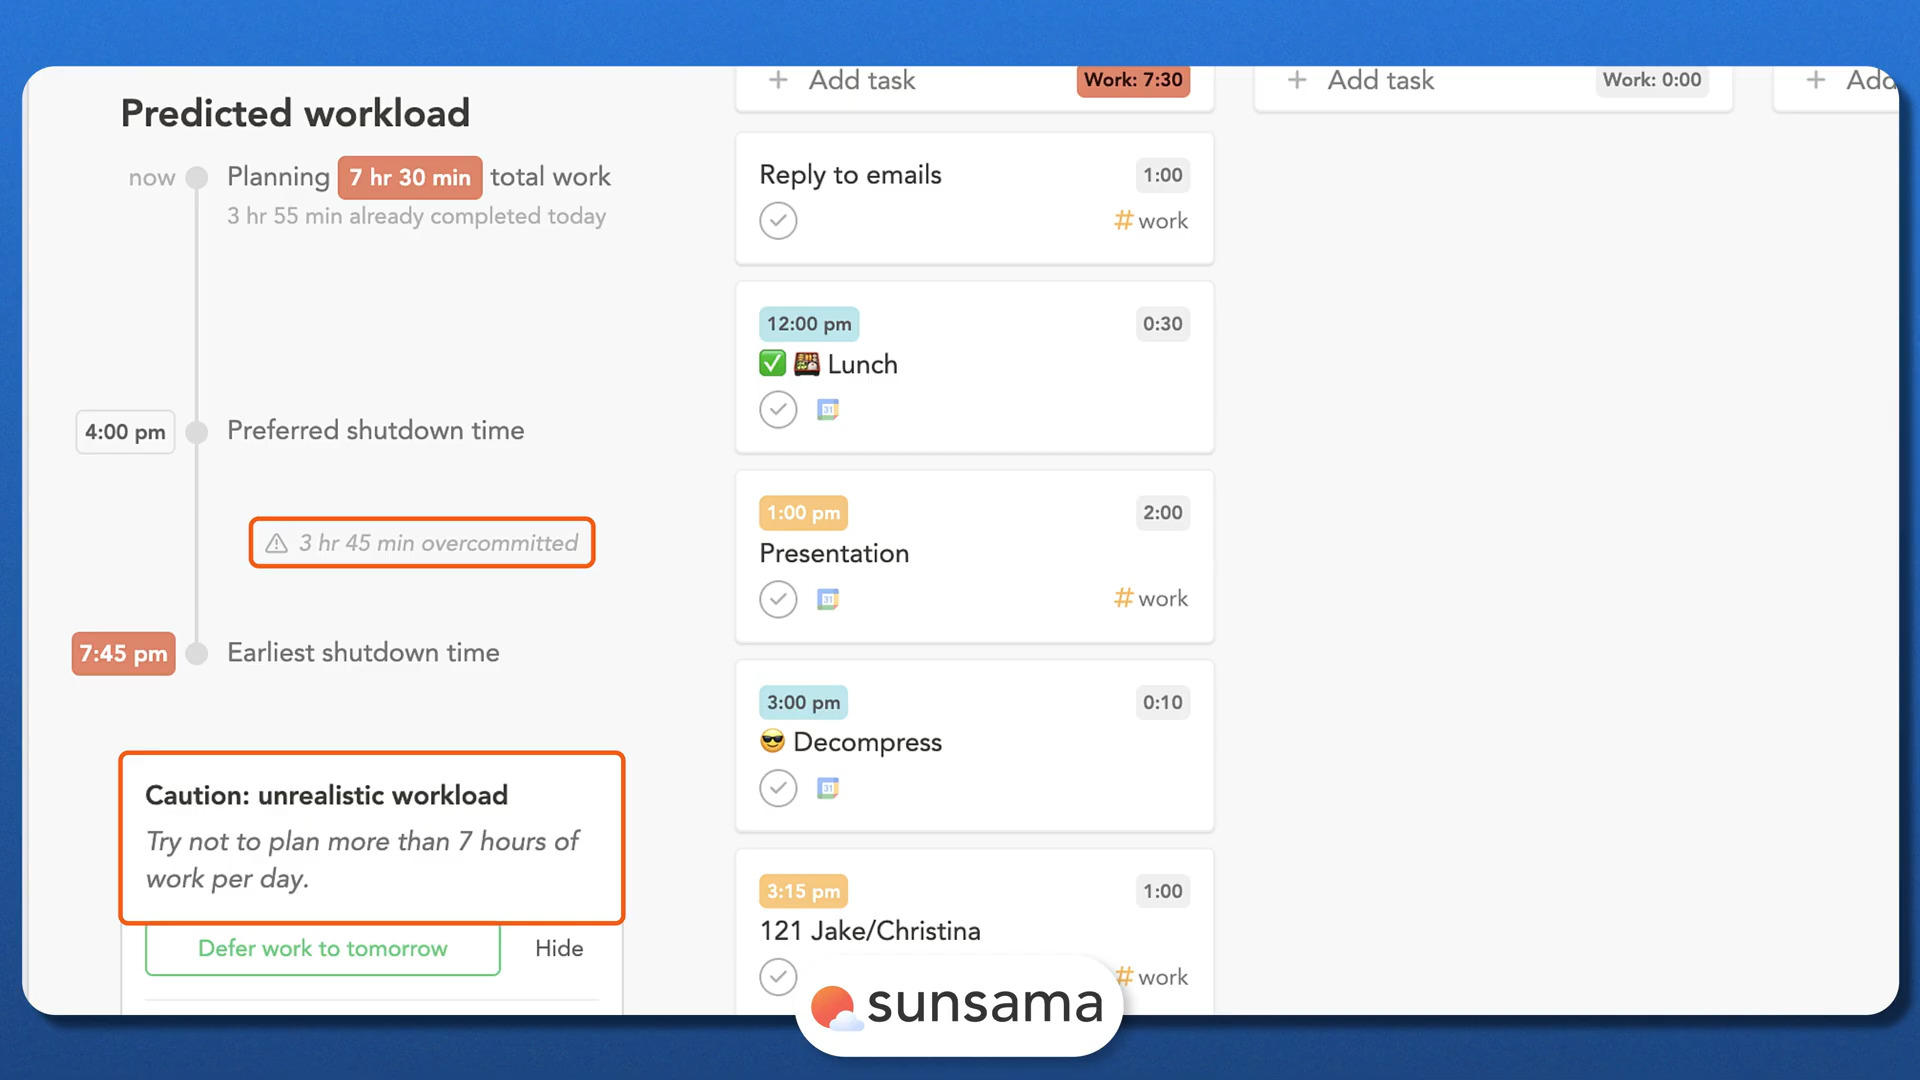 Predicted workload
now
Planning 7 hr 30 min total work
3 hr 55 min already completed today
4:00 pm
Preferred shutdown time
3 hr 45 min overcommitted
7:45 pm
Earliest shutdown time
Caution: unrealistic workload
Try not to plan more than 7 hours of
work per day.
Defer work to tomorrow
Hide
+ Add task
Work: 7:30
Reply to emails
1:00
# work
12:00 pm
0:30
Lunch
31
1:00 pm
2:00
Presentation
31
# work
3:00 pm
0:10
Decompress
31
3:15 pm
1:00
121 Jake/Christina
# work
+ Add task
Work: 0:00
+ Add
sunsama